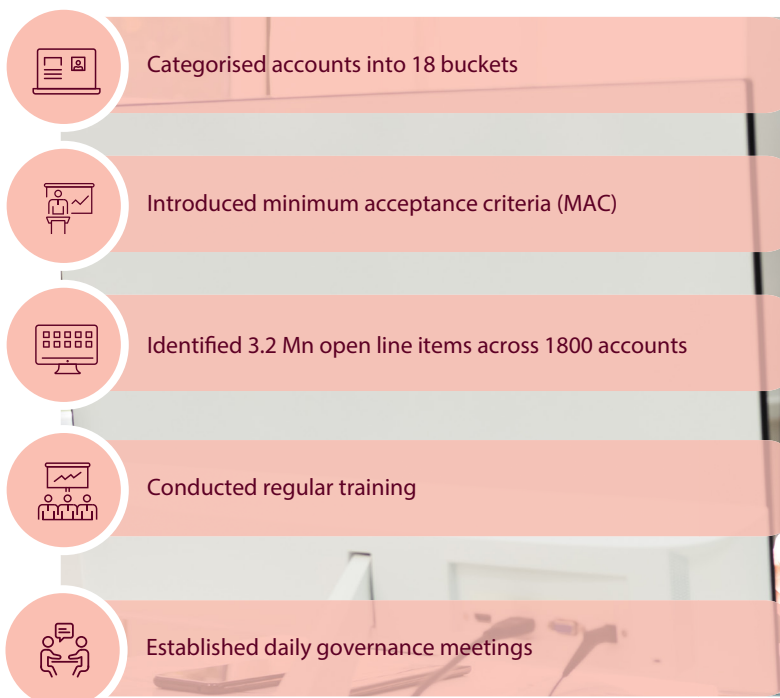 Categorised accounts into 18 buckets
Introduced minimum acceptance criteria (MAC)
Identified 3.2 Mn open line items across 1800 accounts
Conducted regular training
Established daily governance meetings